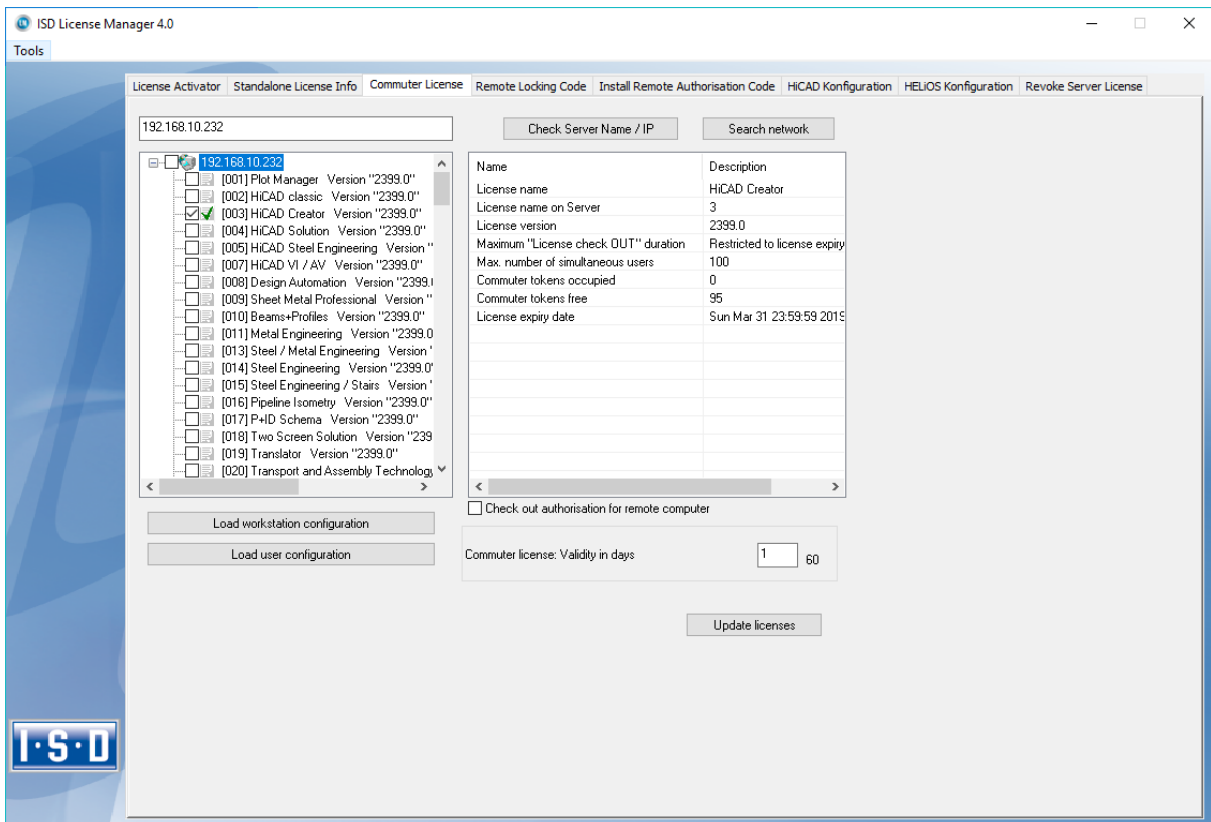 ISD License Manager 4.0
Tools
License Activator Standalone License Info Commuter License Remote Locking Code Install Remote Authorisation Code HiCAD Konfiguration HELiOS Konfiguration Revoke Server License
192.168.10.232
Check Server Name / IP Search network
192.168.10.232
[001] Plot Manager Version "2399.0"
[002] HiCAD classic Version "2399.0"
[003] HiCAD Creator Version "2399.0"
[004] HiCAD Solution Version "2399.0"
[005] HiCAD Steel Engineering Version "
[007] HiCAD VI / AV Version "2399.0"
[008] Design Automation Version "2399.
[009] Sheet Metal Professional Version "
[010] Beams+Profiles Version "2399.0"
[011] Metal Engineering Version "2399.0
[013] Steel / Metal Engineering Version '
[014] Steel Engineering Version "2399.0'
[015] Steel Engineering / Stairs Version '
[016] Pipeline Isometry Version "2399.0"
[017] P+ID Schema Version "2399.0"
[018] Two Screen Solution Version "239
[019] Translator Version "2399.0"
[020] Transport and Assembly Technology
Name Description
License name HiCAD Creator
License name on Server 3
License version 2399.0
Maximum "License check OUT" duration Restricted to license expiry
Max. number of simultaneous users 100
Commuter tokens occupied 0
Commuter tokens free 95
License expiry date Sun Mar 31 23:59:59 2019
Check out authorisation for remote computer
Load workstation configuration
Load user configuration
Commuter license: Validity in days 1 60
Update licenses
I·S·D